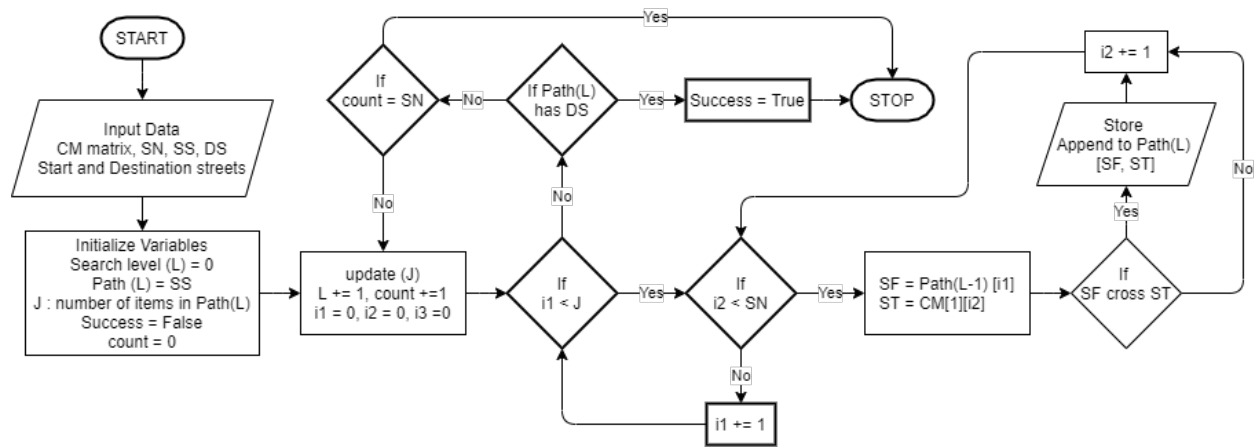 START
Input Data
CM matrix, SN, SS, DS
Start and Destination streets
Initialize Variables
Search level (L) = 0
Path (L) = SS
J : number of items in Path(L)
Success = False
count = 0
If
count = SN
Yes
No
No
If Path(L)
has DS
Yes
Success = True
STOP
No
update (J)
L += 1, count +=1
i1 = 0, i2 = 0, i3 =0
If
i1 < J
Yes
If
i2 < SN
Yes
No
i1 += 1
SF = Path(L-1) [i1]
ST = CM[1][i2]
If
SF cross ST
Yes
No
Store
Append to Path(L)
[SF, ST]
i2 += 1